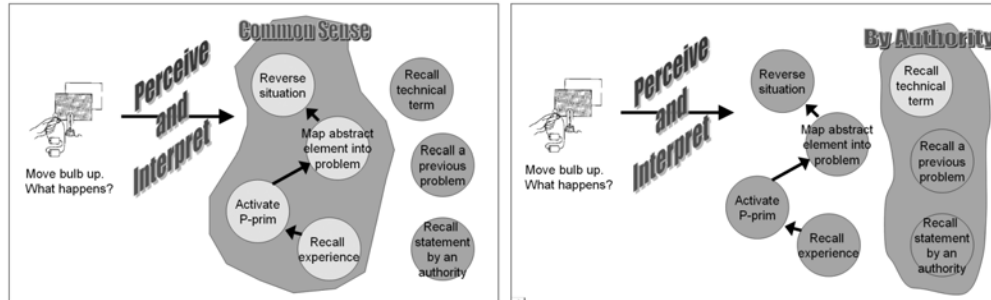 Common Sense
Perceive
and
Interpret
Move bulb up.
What happens?
Reverse
situation
Map abstract
element into
problem
Activate
P-prim
Recall
experience
Recall
technical
term
Recall a
previous
problem
Recall
statement
by an
authority
By Authority
Perceive
and
Interpret
Move bulb up.
What happens?
Reverse
situation
Map abstract
element into
problem
Activate
P-prim
Recall
experience
Recall
technical
term
Recall a
previous
problem
Recall
statement
by an
authority